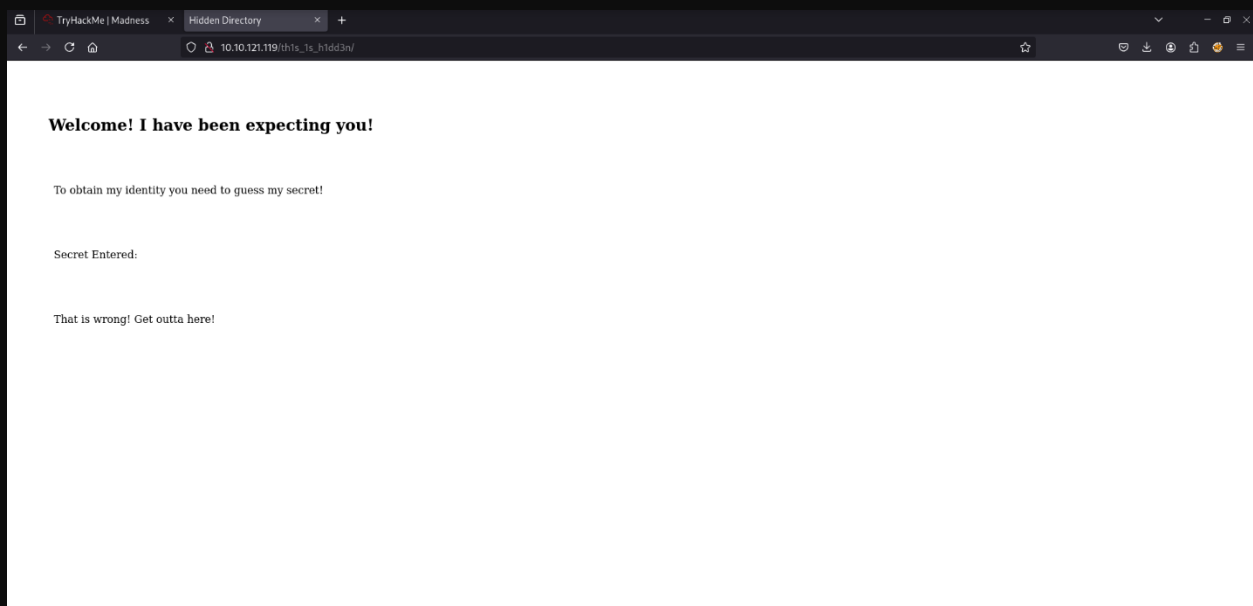 TryHackMe | Madness
Hidden Directory
10.10.121.119/th1s_1s_h1dd3n/
Welcome! I have been expecting you!
To obtain my identity you need to guess my secret!
Secret Entered:
That is wrong! Get outta here!